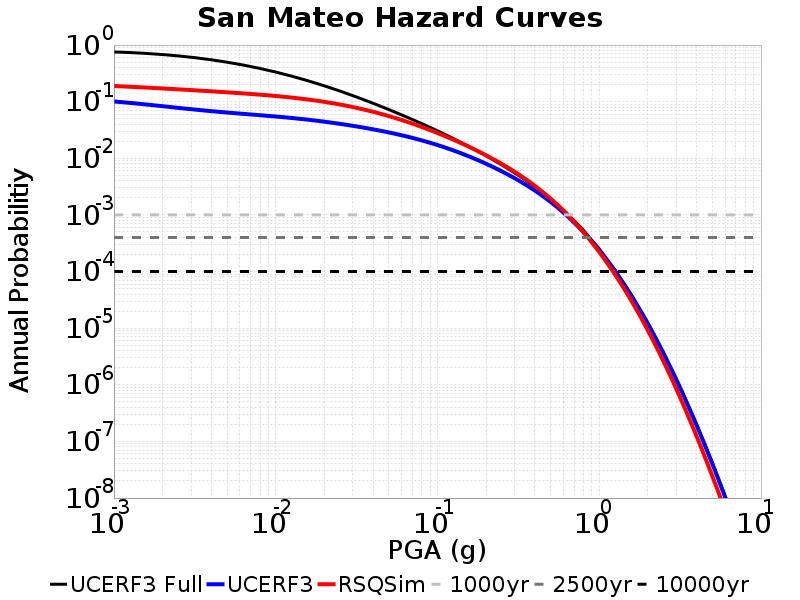 San Mateo Hazard Curves
Annual Probabilitiy
10^0
10^-1
10^-2
10^-3
10^-4
10^-5
10^-6
10^-7
10^-8
10^-3 10^-2 10^-1 10^0 10^1
PGA (g)
UCERF3 Full UCERF3 RSQSim 1000yr 2500yr 10000yr